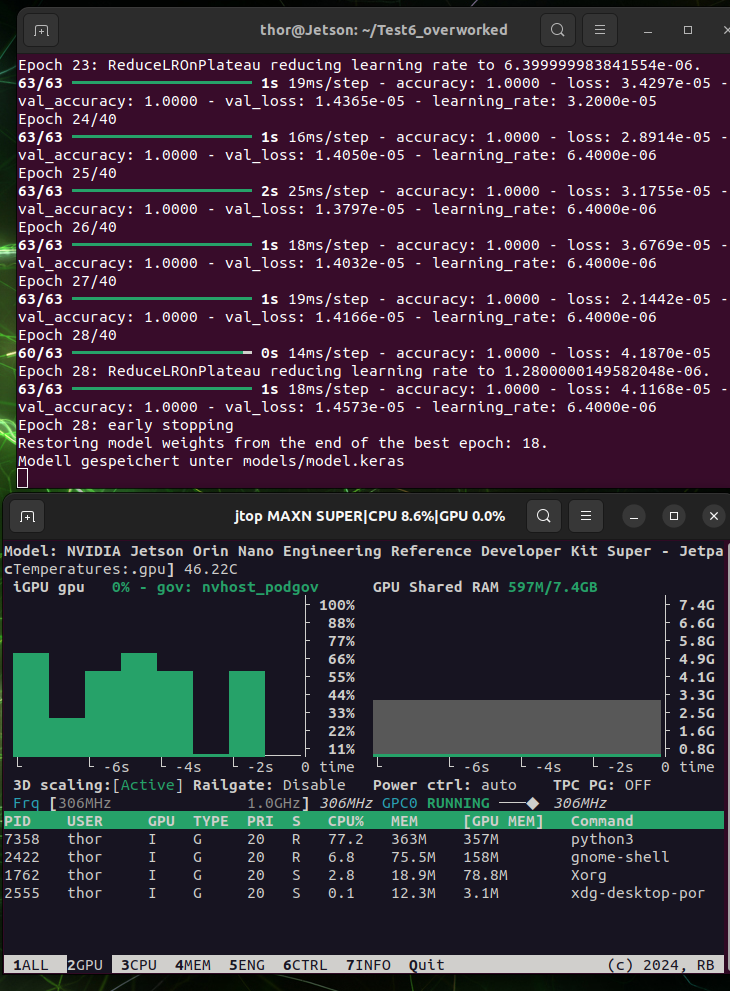 thor@Jetson: ~/Test6_overworked
Epoch 23: ReduceLROnPlateau reducing learning rate to 6.399999983841554e-06.
63/63 1s 19ms/step - accuracy: 1.0000 - loss: 3.4297e-05 -
val_accuracy: 1.0000 - val_loss: 1.4365e-05 - learning_rate: 3.2000e-05
Epoch 24/40
63/63 1s 16ms/step - accuracy: 1.0000 - loss: 2.8914e-05 -
val_accuracy: 1.0000 - val_loss: 1.4050e-05 - learning_rate: 6.4000e-06
Epoch 25/40
63/63 2s 25ms/step - accuracy: 1.0000 - loss: 3.1755e-05 -
val_accuracy: 1.0000 - val_loss: 1.3797e-05 - learning_rate: 6.4000e-06
Epoch 26/40
63/63 1s 18ms/step - accuracy: 1.0000 - loss: 3.6769e-05 -
val_accuracy: 1.0000 - val_loss: 1.4032e-05 - learning_rate: 6.4000e-06
Epoch 27/40
63/63 1s 19ms/step - accuracy: 1.0000 - loss: 2.1442e-05 -
val_accuracy: 1.0000 - val_loss: 1.4166e-05 - learning_rate: 6.4000e-06
Epoch 28/40
60/63 0s 14ms/step - accuracy: 1.0000 - loss: 4.1870e-05
Epoch 28: ReduceLROnPlateau reducing learning rate to 1.2800000149582048e-06.
63/63 1s 18ms/step - accuracy: 1.0000 - loss: 4.1168e-05 -
val_accuracy: 1.0000 - val_loss: 1.4573e-05 - learning_rate: 6.4000e-06
Epoch 28: early stopping
Restoring model weights from the end of the best epoch: 18.
Modell gespeichert unter models/model.keras
jtop MAXN SUPER|CPU 8.6%|GPU 0.0%
Model: NVIDIA Jetson Orin Nano Engineering Reference Developer Kit Super - Jetpa
cTemperatures:.gpu] 46.22C
iGPU gpu 0% - gov: nvhost_podgov GPU Shared RAM 597M/7.4GB
100% 7.4G
88% 6.6G
77% 5.8G
66% 4.9G
55% 4.1G
44% 3.3G
33% 2.5G
22% 1.6G
11% 0.8G
-6s -4s -2s 0 time -6s -4s -2s 0 time
3D scaling:[Active] Railgate: Disable Power ctrl: auto TPC PG: OFF
Frq [306MHz 1.0GHz] 306MHz GPC0 RUNNING 306MHz
PID USER GPU TYPE PRI S CPU% MEM [GPU MEM] Command
7358 thor I G 20 R 77.2 363M 357M python3
2422 thor I G 20 R 6.8 75.5M 158M gnome-shell
1762 thor I G 20 S 2.8 18.9M 78.8M Xorg
2555 thor I G 20 S 0.1 12.3M 3.1M xdg-desktop-por
1ALL 2GPU 3CPU 4MEM 5ENG 6CTRL 7INFO Quit (c) 2024, RB